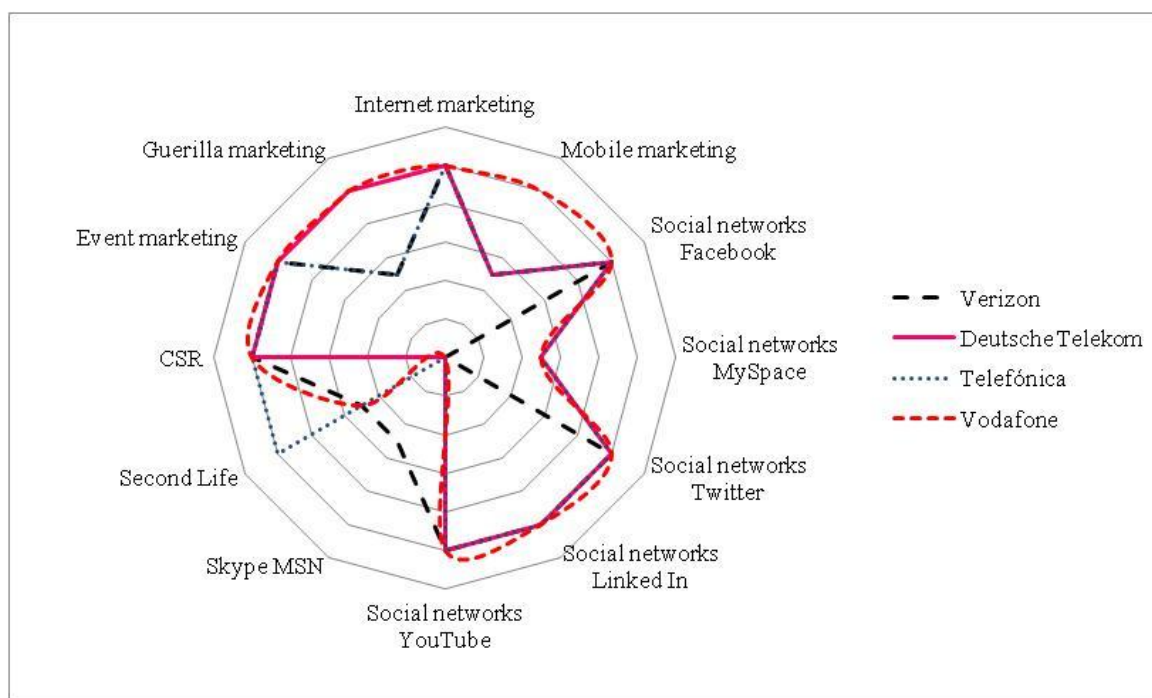 Internet marketing
Guerilla marketing
Mobile marketing
Event marketing
Social networks
Facebook
CSR
Social networks
MySpace
Second Life
Social networks
Twitter
Skype MSN
Social networks
Linked In
Social networks
YouTube
Verizon
Deutsche Telekom
Telefónica
Vodafone